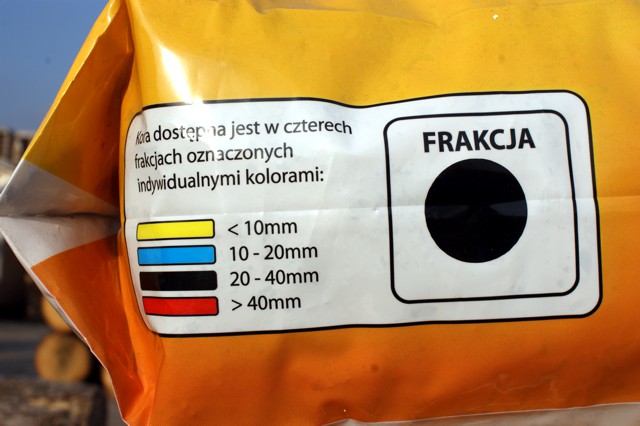 Kora dostępna jest w czterech
frakcjach oznaczonych
indywidualnymi kolorami:
< 10mm
10 - 20mm
20 - 40mm
> 40mm
FRAKCJA